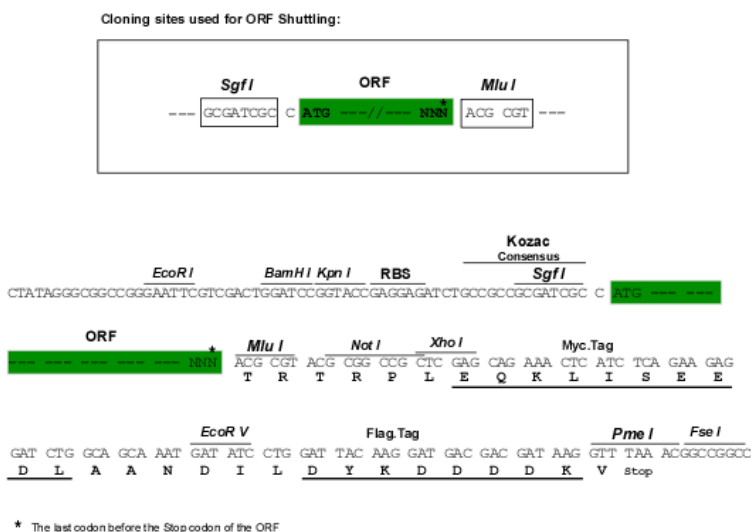 Cloning sites used for ORF Shuttling:
Sgf I ORF Mlu I
*
--- GCGATCGC C ATG ---//--- NNN ACG CGT ---
Kozac
Consensus
EcoR I BamH I Kpn I RBS Sgf I
CTATAGGGCGGCCGGGAATTCGTCGACTGGATCCGGTACCGAGGAGATCTGCCGCCGCGATCGC C ATG --- ---
ORF
* Mlu I Not I Xho I Myc.Tag
--- --- --- --- --- --- NNN ACG CGT ACG CGG CCG CTC GAG CAG AAA CTC ATC TCA GAA GAG
T R T R P L E Q K L I S E E
EcoR V Flag.Tag Pme I Fse I
GAT CTG GCA GCA AAT GAT ATC CTG GAT TAC AAG GAT GAC GAC GAT AAG GTT TAA ACGGCCGGCC
D L A A N D I L D Y K D D D D K V Stop
* The last codon before the Stop codon of the ORF